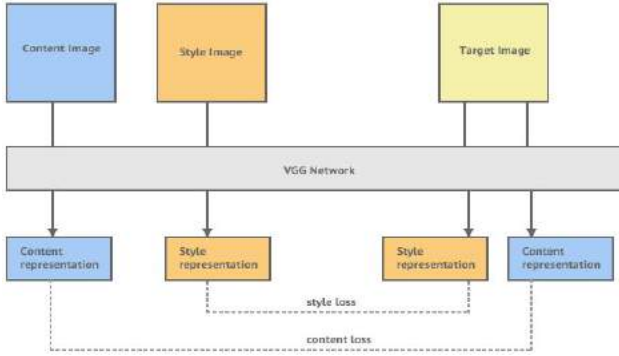 Content Image
Style Image
Target Image
VGG Network
Content
representation
Style
representation
Style
representation
Content
representation
style loss
content loss